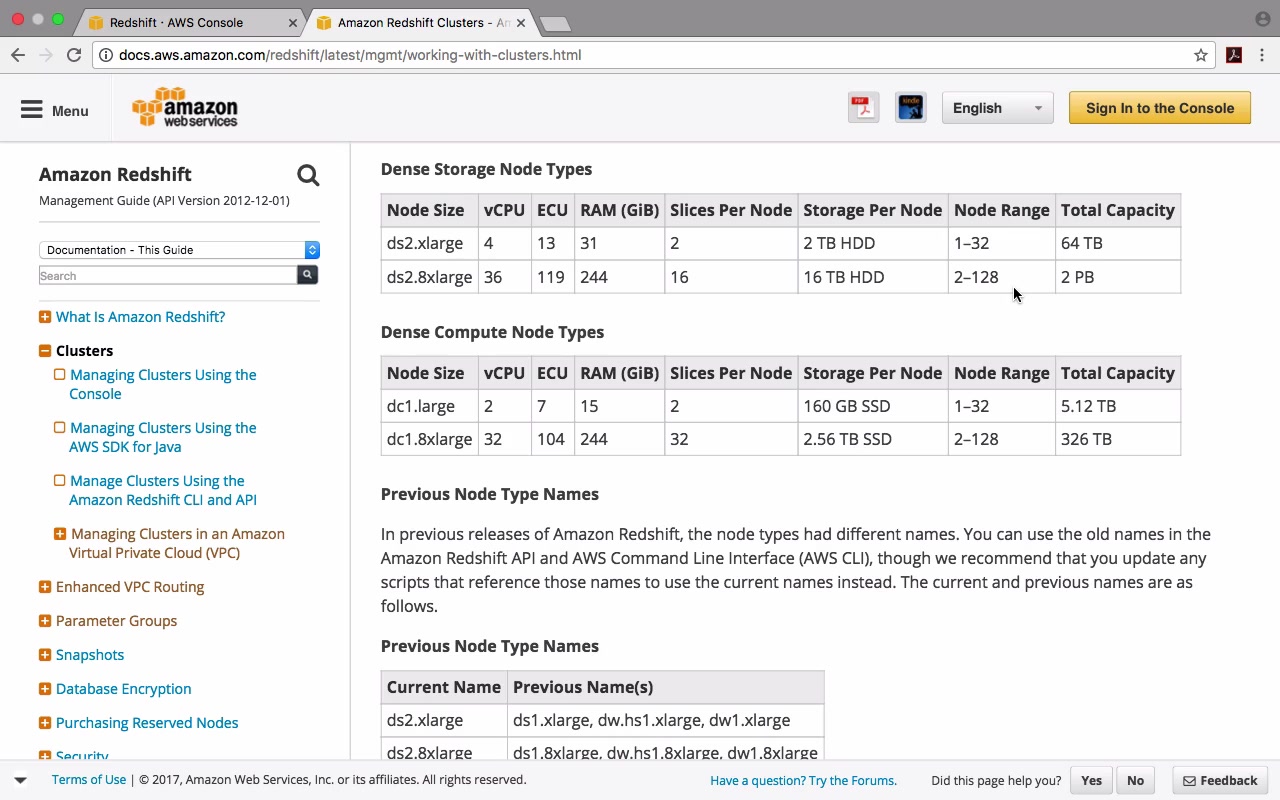 Redshift · AWS Console
Amazon Redshift Clusters - Am
docs.aws.amazon.com/redshift/latest/mgmt/working-with-clusters.html
Menu
amazon
webservices
PDF
kindle
English
Sign In to the Console
Amazon Redshift
Management Guide (API Version 2012-12-01)
Documentation - This Guide
Search
What Is Amazon Redshift?
Clusters
Managing Clusters Using the
Console
Managing Clusters Using the
AWS SDK for Java
Manage Clusters Using the
Amazon Redshift CLI and API
Managing Clusters in an Amazon
Virtual Private Cloud (VPC)
Enhanced VPC Routing
Parameter Groups
Snapshots
Database Encryption
Purchasing Reserved Nodes
Security
Dense Storage Node Types
Node Size vCPU ECU RAM (GiB) Slices Per Node Storage Per Node Node Range Total Capacity
ds2.xlarge 4 13 31 2 2 TB HDD 1–32 64 TB
ds2.8xlarge 36 119 244 16 16 TB HDD 2–128 2 PB
Dense Compute Node Types
Node Size vCPU ECU RAM (GiB) Slices Per Node Storage Per Node Node Range Total Capacity
dc1.large 2 7 15 2 160 GB SSD 1–32 5.12 TB
dc1.8xlarge 32 104 244 32 2.56 TB SSD 2–128 326 TB
Previous Node Type Names
In previous releases of Amazon Redshift, the node types had different names. You can use the old names in the
Amazon Redshift API and AWS Command Line Interface (AWS CLI), though we recommend that you update any
scripts that reference those names to use the current names instead. The current and previous names are as
follows.
Previous Node Type Names
Current Name Previous Name(s)
ds2.xlarge ds1.xlarge, dw.hs1.xlarge, dw1.xlarge
ds2.8xlarge ds1.8xlarge, dw.hs1.8xlarge, dw1.8xlarge
Terms of Use | © 2017, Amazon Web Services, Inc. or its affiliates. All rights reserved.
Have a question? Try the Forums.
Did this page help you?
Yes
No
Feedback